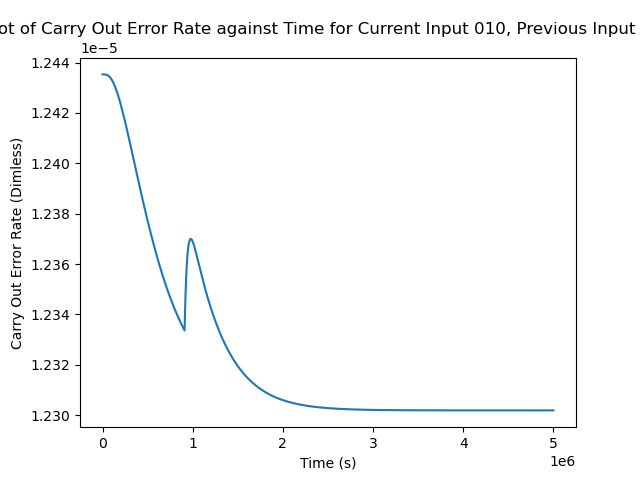 ot of Carry Out Error Rate against Time for Current Input 010, Previous Input
1e−5
1.244
1.242
1.240
1.238
1.236
1.234
1.232
1.230
Carry Out Error Rate (Dimless)
0 1 2 3 4 5
Time (s)
1e6